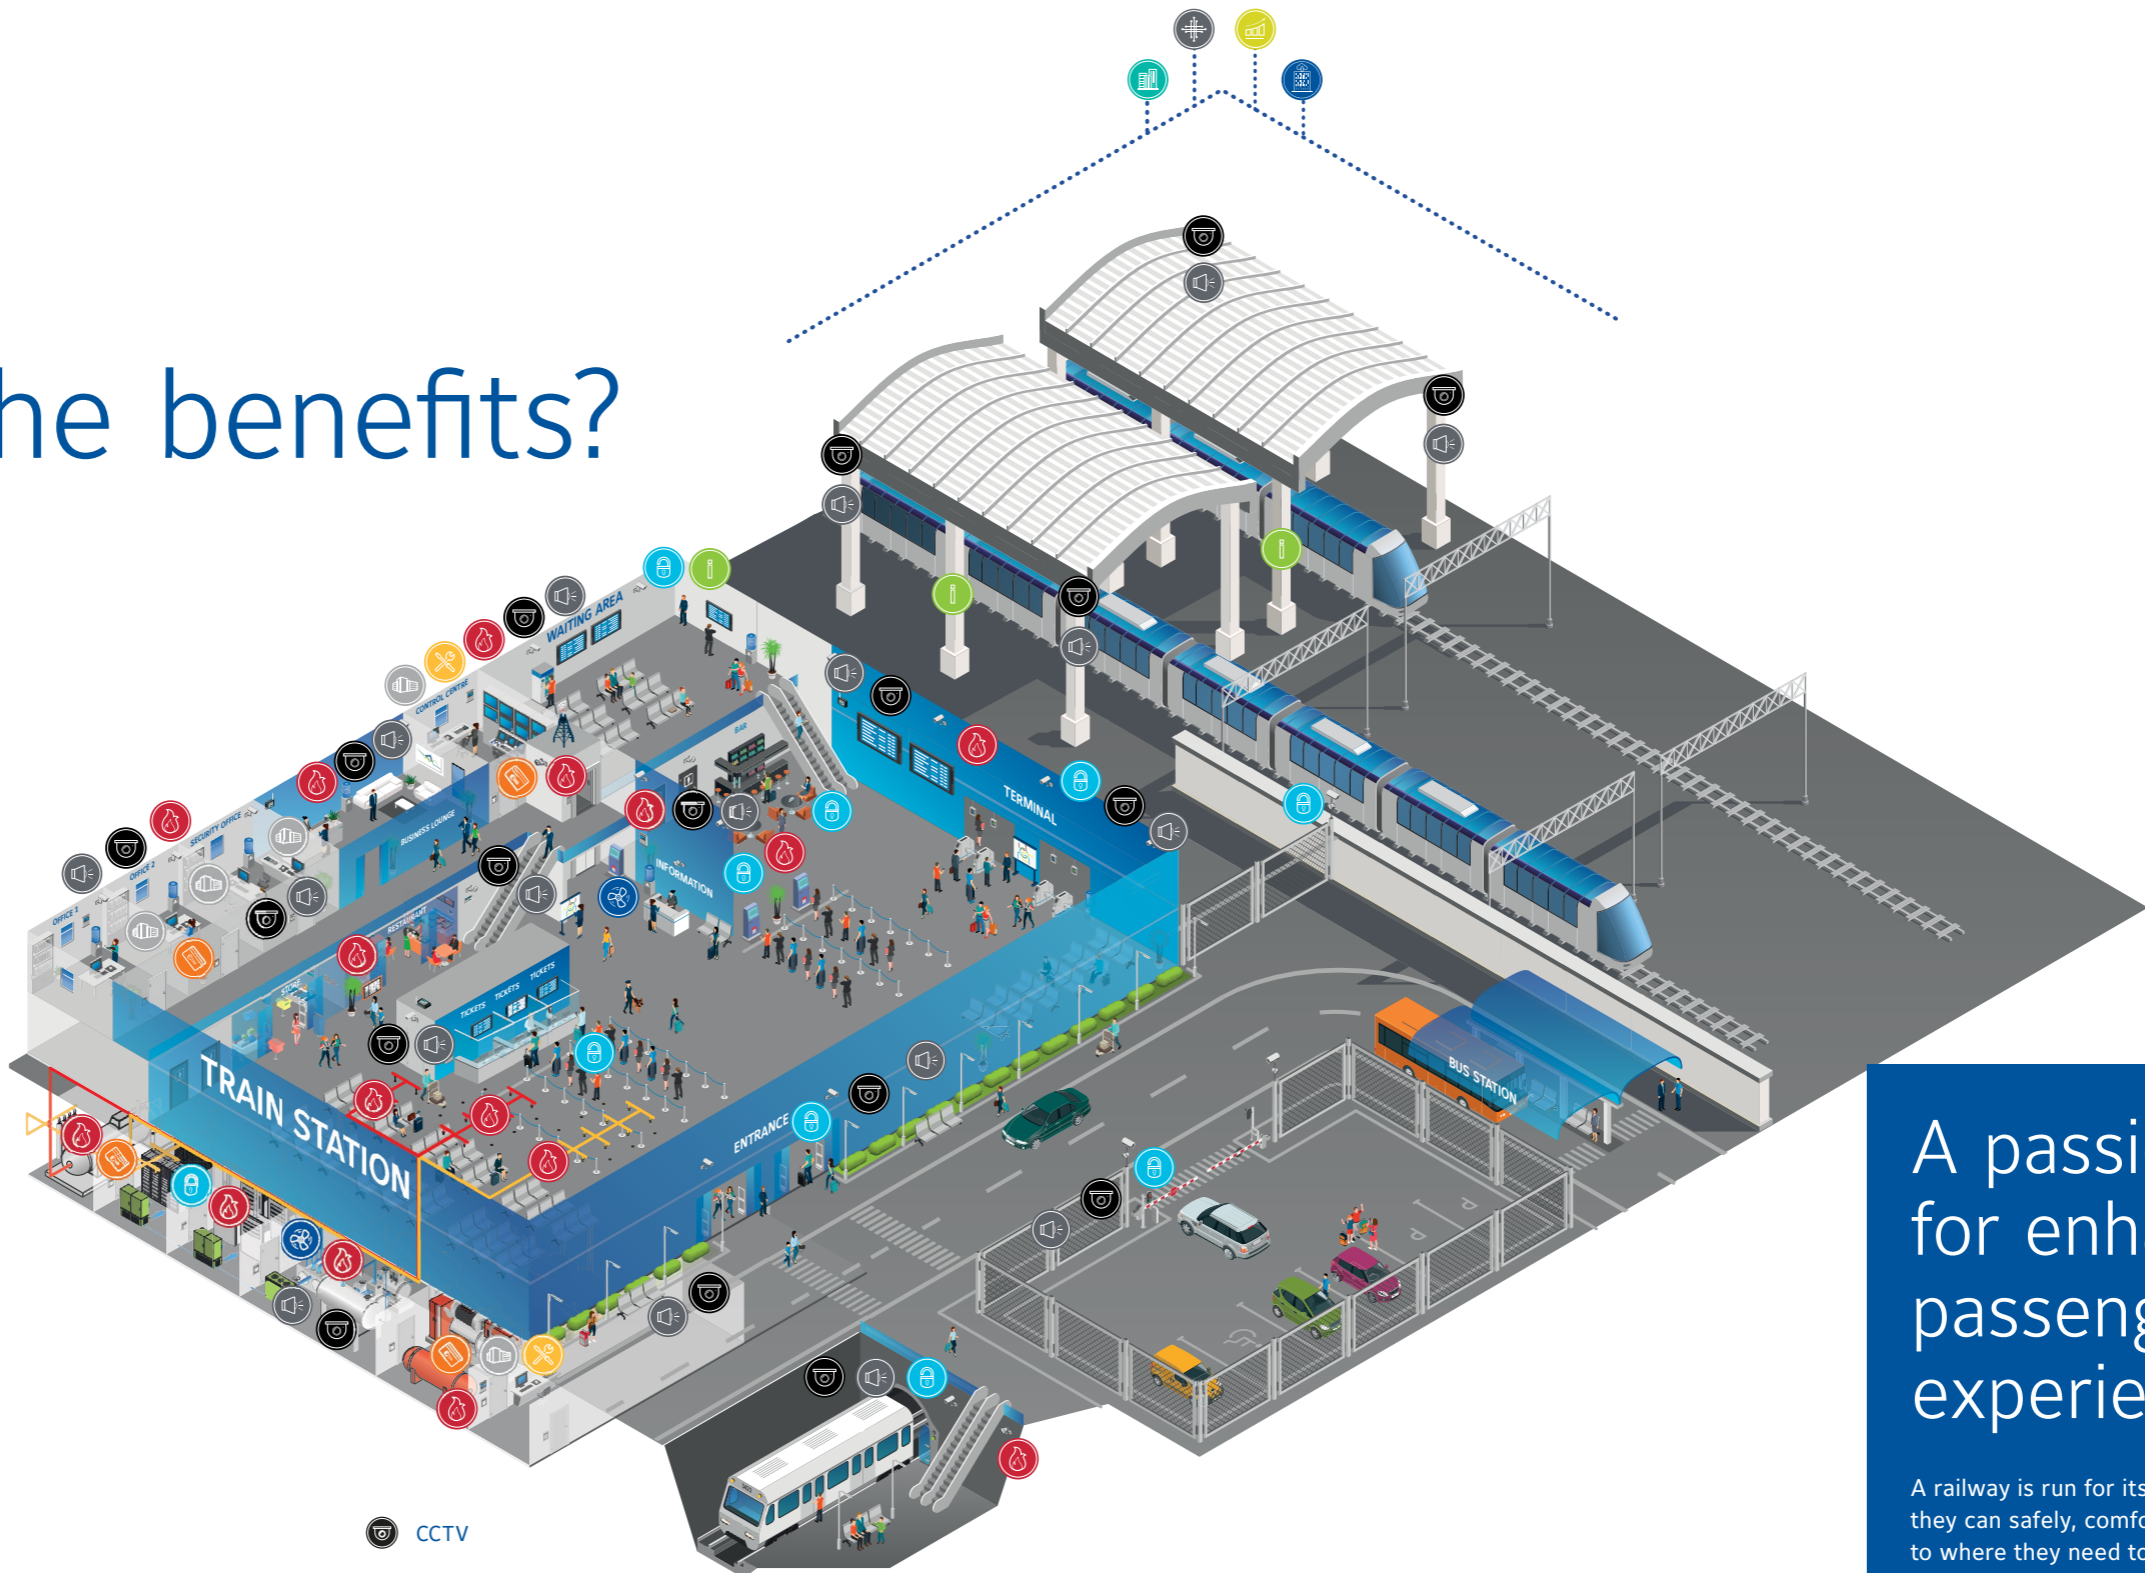 he benefits?
WAITING AREA
CONTROL CENTRE
BAR
SECURITY OFFICE
BUSINESS LOUNGE
OFFICE 2
OFFICE 1
TERMINAL
INFORMATION
RESTAURANT
STORE
TICKETS
TICKETS
TICKETS
TRAIN STATION
ENTRANCE
BUS STATION
P
P
CCTV
A passi
for enh
passeng
experie
A railway is run for its
they can safely, comfo
to where they need to